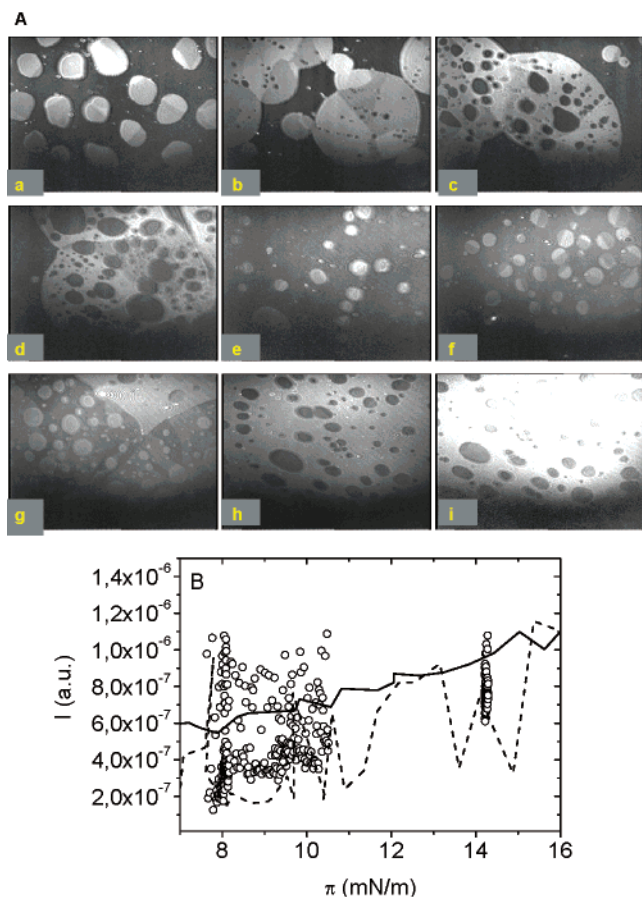 A
a
b
c
d
e
f
g
h
i
B
1,4x10⁻⁶
1,2x10⁻⁶
1,0x10⁻⁶
8,0x10⁻⁷
6,0x10⁻⁷
4,0x10⁻⁷
2,0x10⁻⁷
I (a.u.)
8 10 12 14 16
π (mN/m)